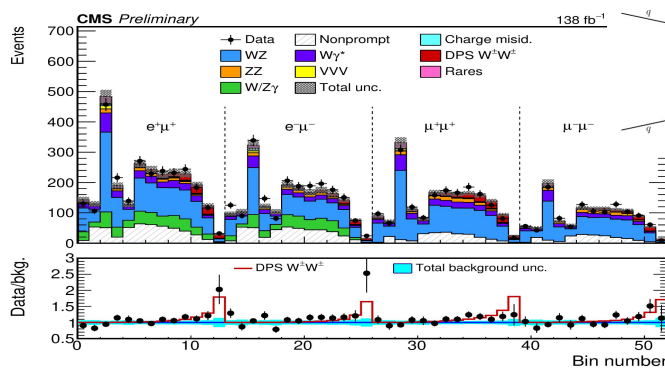 CMS Preliminary 138 fb⁻¹
Events
Data
Nonprompt
Charge misid.
WZ
Wγ*
DPS W±W±
ZZ
VVV
Rares
W/Zγ
Total unc.
e⁺μ⁺
e⁻μ⁻
μ⁺μ⁺
μ⁻μ⁻
700
600
500
400
300
200
100
0
Data/bkg.
DPS W±W±
Total background unc.
3
2.5
2
1.5
1
0.5
0 10 20 30 40 50
Bin number
q
q